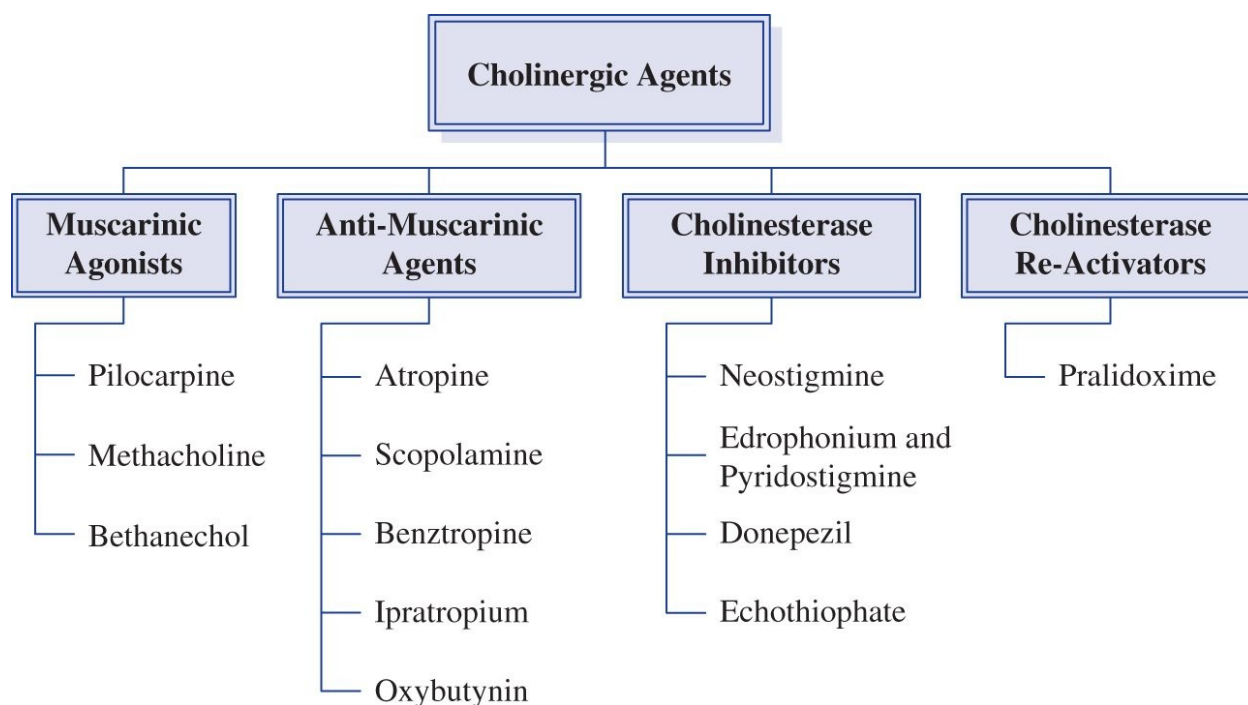 Cholinergic Agents
Muscarinic
Agonists
Pilocarpine
Methacholine
Bethanechol
Anti-Muscarinic
Agents
Atropine
Scopolamine
Benztropine
Ipratropium
Oxybutynin
Cholinesterase
Inhibitors
Neostigmine
Edrophonium and
Pyridostigmine
Donepezil
Echothiophate
Cholinesterase
Re-Activators
Pralidoxime